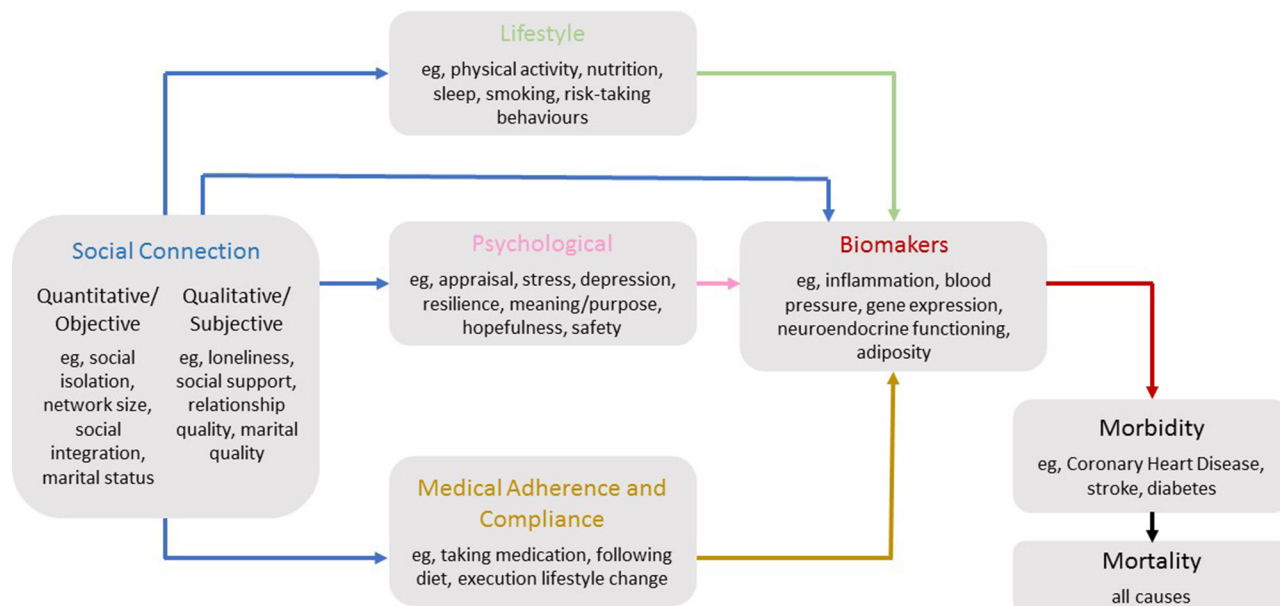 Lifestyle
eg, physical activity, nutrition,
sleep, smoking, risk-taking
behaviours
Social Connection
Quantitative/
Objective
eg, social
isolation,
network size,
social
integration,
marital status
Qualitative/
Subjective
eg, loneliness,
social support,
relationship
quality, marital
quality
Psychological
eg, appraisal, stress, depression,
resilience, meaning/purpose,
hopefulness, safety
Biomakers
eg, inflammation, blood
pressure, gene expression,
neuroendocrine functioning,
adiposity
Medical Adherence and
Compliance
eg, taking medication, following
diet, execution lifestyle change
Morbidity
eg, Coronary Heart Disease,
stroke, diabetes
Mortality
all causes